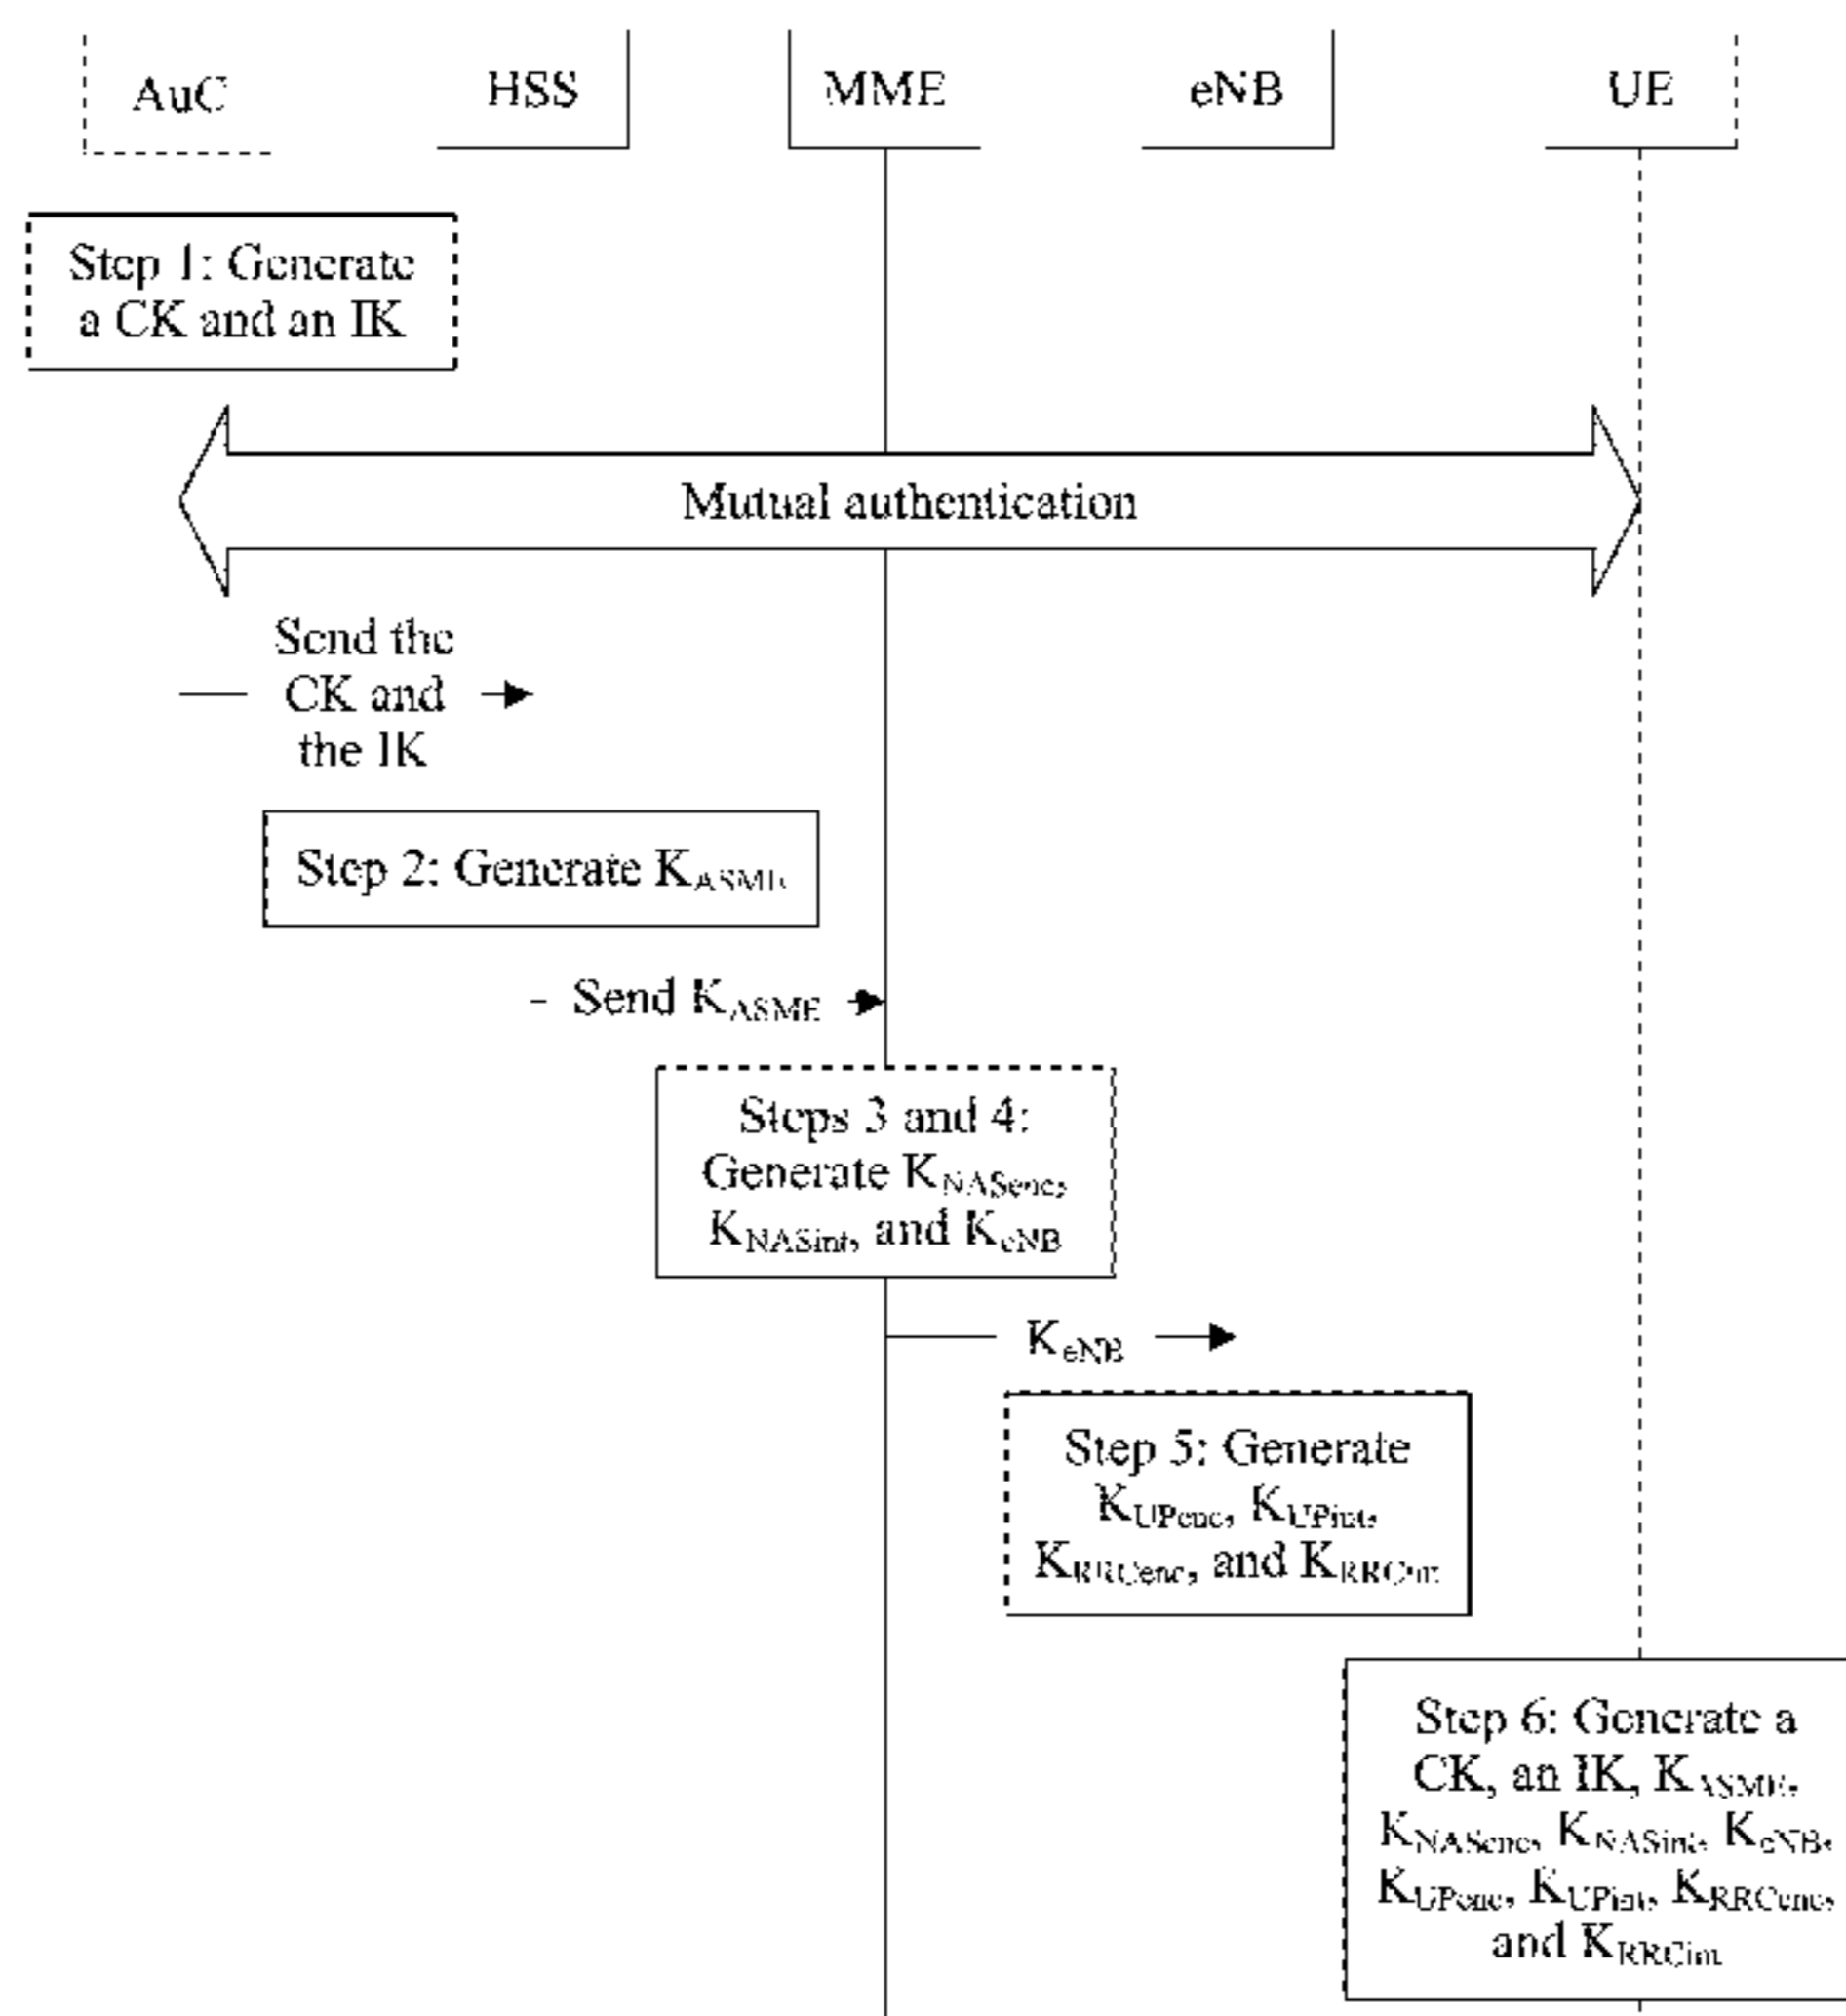 AuC HSS MME eNB UE
Step 1: Generate
a CK and an IK
Mutual authentication
Send the
CK and
the IK
Step 2: Generate K_ASME
Send K_ASME
Steps 3 and 4:
Generate K_NASenc,
K_NASint, and K_eNB
K_eNB
Step 5: Generate
K_UPenc, K_UPint,
K_RRCenc, and K_RRCint
Step 6: Generate a
CK, an IK, K_ASME,
K_NASenc, K_NASint, K_eNB,
K_UPenc, K_UPint, K_RRCenc,
and K_RRCint